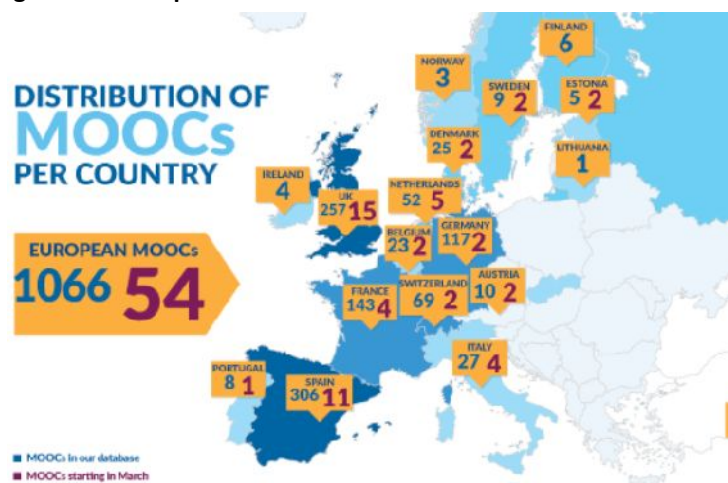 DISTRIBUTION OF
MOOCs
PER COUNTRY
EUROPEAN MOOCs
1066 54
FINLAND
6
NORWAY
3
SWEDEN
9 2
ESTONIA
5 2
DENMARK
25 2
LITHUANIA
1
IRELAND
4
UK
257 15
NETHERLANDS
52 5
BELGIUM
23 2
GERMANY
117 2
FRANCE
143 4
SWITZERLAND
69 2
AUSTRIA
10 2
ITALY
27 4
PORTUGAL
8 1
SPAIN
306 11
MOOCs in our database
MOOCs starting in March